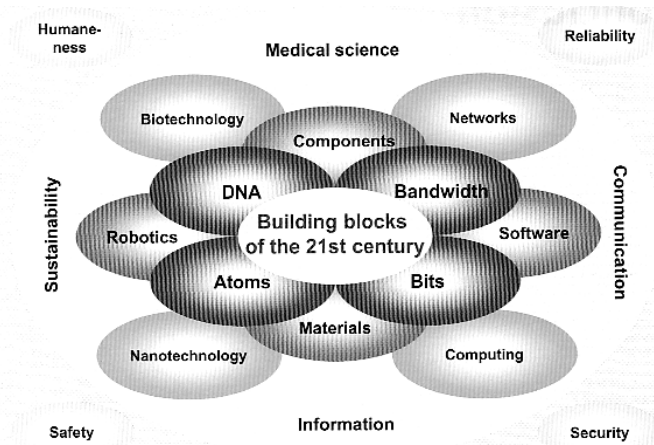 Humane-
ness
Reliability
Medical science
Biotechnology
Networks
Components
DNA
Bandwidth
Sustainability
Communication
Building blocks
of the 21st century
Robotics
Software
Atoms
Bits
Materials
Nanotechnology
Computing
Information
Safety
Security